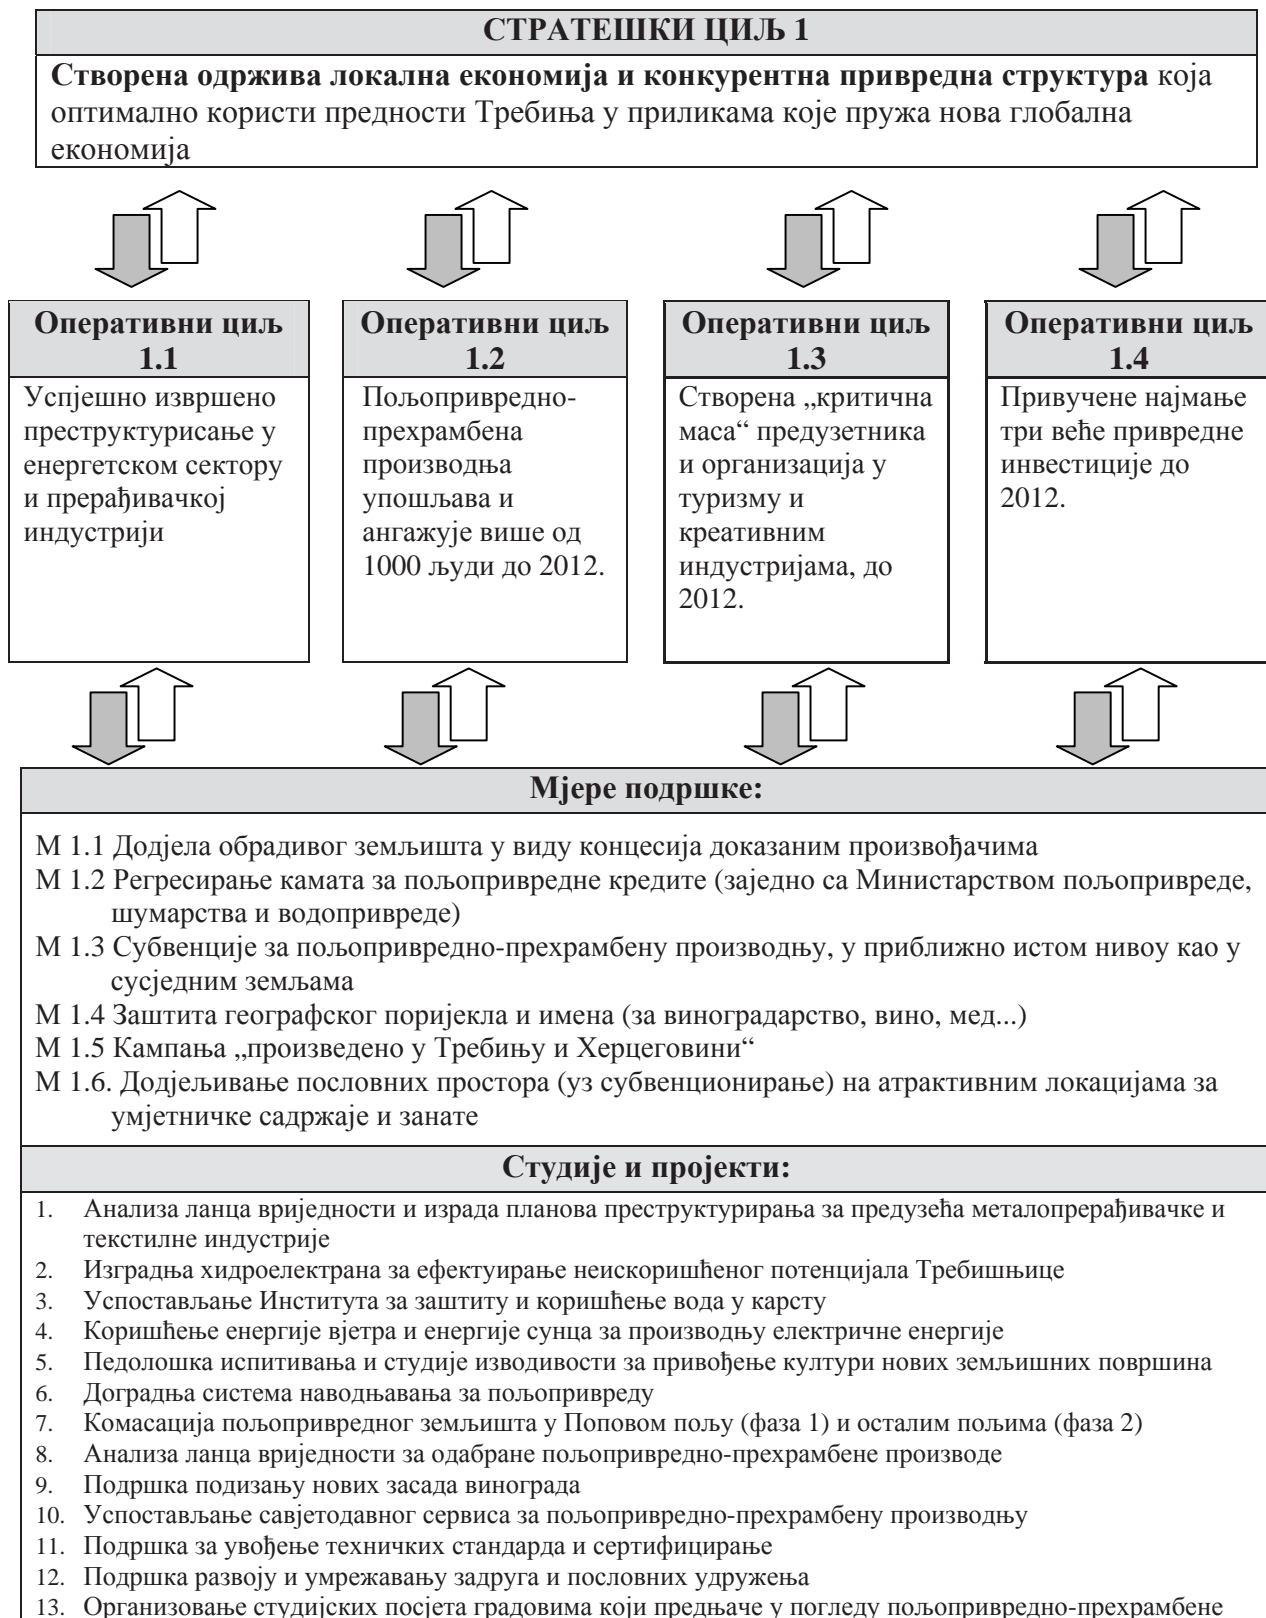 СТРАТЕШКИ ЦИЉ 1
Створена одржива локална економија и конкурентна привредна структура која
оптимално користи предности Требиња у приликама које пружа нова глобална
економија
Оперативни циљ
1.1
Успјешно извршено
преструктурисање у
енергетском сектору
и прерађивачкој
индустрији
Оперативни циљ
1.2
Пољопривредно-
прехрамбена
производња
упошљава и
ангажује више од
1000 људи до 2012.
Оперативни циљ
1.3
Створена „критична
маса“ предузетника
и организација у
туризму и
креативним
индустријама, до
2012.
Оперативни циљ
1.4
Привучене најмање
три веће привредне
инвестиције до
2012.
Мјере подршке:
М 1.1 Додјела обрадивог земљишта у виду концесија доказаним произвођачима
М 1.2 Регресирање камата за пољопривредне кредите (заједно са Министарством пољопривреде,
шумарства и водопривреде)
М 1.3 Субвенције за пољопривредно-прехрамбену производњу, у приближно истом нивоу као у
сусједним земљама
М 1.4 Заштита географског поријекла и имена (за виноградарство, вино, мед...)
М 1.5 Кампања „произведено у Требињу и Херцеговини“
М 1.6. Додјељивање пословних простора (уз субвенционирање) на атрактивним локацијама за
умјетничке садржаје и занате
Студије и пројекти:
1. Анализа ланца вриједности и израда планова преструктурирања за предузећа металопрерађивачке и
текстилне индустрије
2. Изградња хидроелектрана за ефектуирање неискоришћеног потенцијала Требишњице
3. Успостављање Института за заштиту и коришћење вода у карсту
4. Коришћење енергије вјетра и енергије сунца за производњу електричне енергије
5. Педолошка испитивања и студије изводивости за привођење култури нових земљишних површина
6. Доградња система наводњавања за пољопривреду
7. Комасација пољопривредног земљишта у Поповом пољу (фаза 1) и осталим пољима (фаза 2)
8. Анализа ланца вриједности за одабране пољопривредно-прехрамбене производе
9. Подршка подизању нових засада винограда
10. Успостављање савјетодавног сервиса за пољопривредно-прехрамбену производњу
11. Подршка за увођење техничких стандарда и сертифицирање
12. Подршка развоју и умрежавању задруга и пословних удружења
13. Организовање студијских посјета градовима који предњаче у погледу пољопривредно-прехрамбене